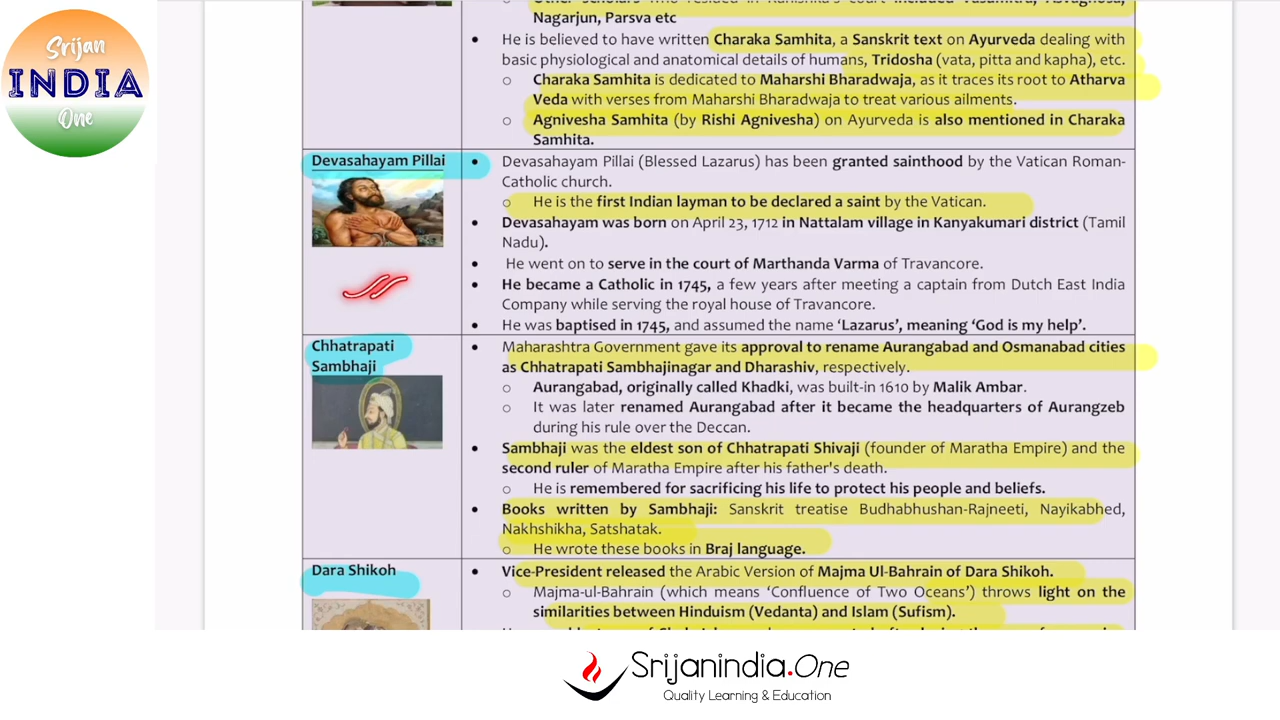 Srijan
INDIA
One
Other scholars who resided in Kanishka's court included Vasumitra, Asvaghosa,
Nagarjun, Parsva etc
• He is believed to have written Charaka Samhita, a Sanskrit text on Ayurveda dealing with
basic physiological and anatomical details of humans, Tridosha (vata, pitta and kapha), etc.
o Charaka Samhita is dedicated to Maharshi Bharadwaja, as it traces its root to Atharva
Veda with verses from Maharshi Bharadwaja to treat various ailments.
o Agnivesha Samhita (by Rishi Agnivesha) on Ayurveda is also mentioned in Charaka
Samhita.
Devasahayam Pillai
• Devasahayam Pillai (Blessed Lazarus) has been granted sainthood by the Vatican Roman-
Catholic church.
o He is the first Indian layman to be declared a saint by the Vatican.
• Devasahayam was born on April 23, 1712 in Nattalam village in Kanyakumari district (Tamil
Nadu).
• He went on to serve in the court of Marthanda Varma of Travancore.
• He became a Catholic in 1745, a few years after meeting a captain from Dutch East India
Company while serving the royal house of Travancore.
• He was baptised in 1745, and assumed the name ‘Lazarus’, meaning ‘God is my help’.
Chhatrapati
Sambhaji
• Maharashtra Government gave its approval to rename Aurangabad and Osmanabad cities
as Chhatrapati Sambhajinagar and Dharashiv, respectively.
o Aurangabad, originally called Khadki, was built-in 1610 by Malik Ambar.
o It was later renamed Aurangabad after it became the headquarters of Aurangzeb
during his rule over the Deccan.
• Sambhaji was the eldest son of Chhatrapati Shivaji (founder of Maratha Empire) and the
second ruler of Maratha Empire after his father's death.
o He is remembered for sacrificing his life to protect his people and beliefs.
• Books written by Sambhaji: Sanskrit treatise Budhabhushan-Rajneeti, Nayikabhed,
Nakhshikha, Satshatak.
o He wrote these books in Braj language.
Dara Shikoh
• Vice-President released the Arabic Version of Majma Ul-Bahrain of Dara Shikoh.
o Majma-ul-Bahrain (which means ‘Confluence of Two Oceans’) throws light on the
similarities between Hinduism (Vedanta) and Islam (Sufism).
Srijanindia.One
Quality Learning & Education